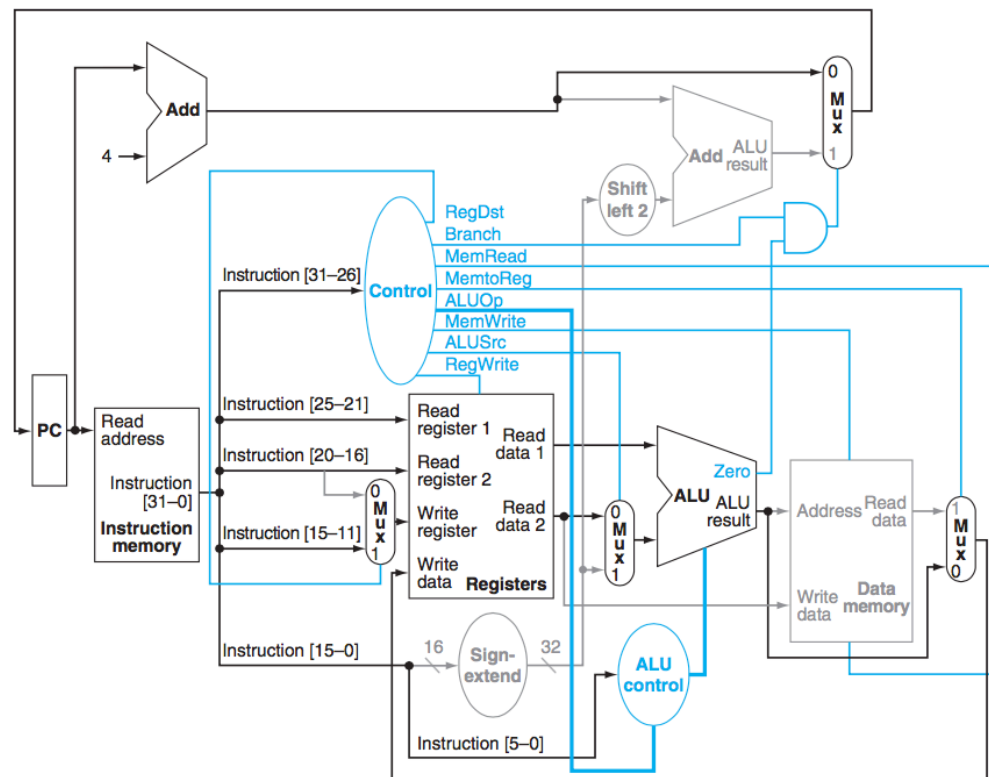 Add
4
Add
ALU
result
0
Mux
1
Shift
left 2
RegDst
Branch
MemRead
MemtoReg
ALUOp
MemWrite
ALUSrc
RegWrite
Control
Instruction [31–26]
Instruction [25–21]
Instruction [20–16]
Instruction [15–11]
Instruction [15–0]
Instruction [5–0]
PC
Read
address
Instruction
[31–0]
Instruction
memory
0
Mux
1
Read
register 1
Read
register 2
Write
register
Write
data
Read
data 1
Read
data 2
Registers
0
Mux
1
Zero
ALU
ALU
result
Address
Read
data
Write
data
Data
memory
1
Mux
0
16
Sign-
extend
32
ALU
control